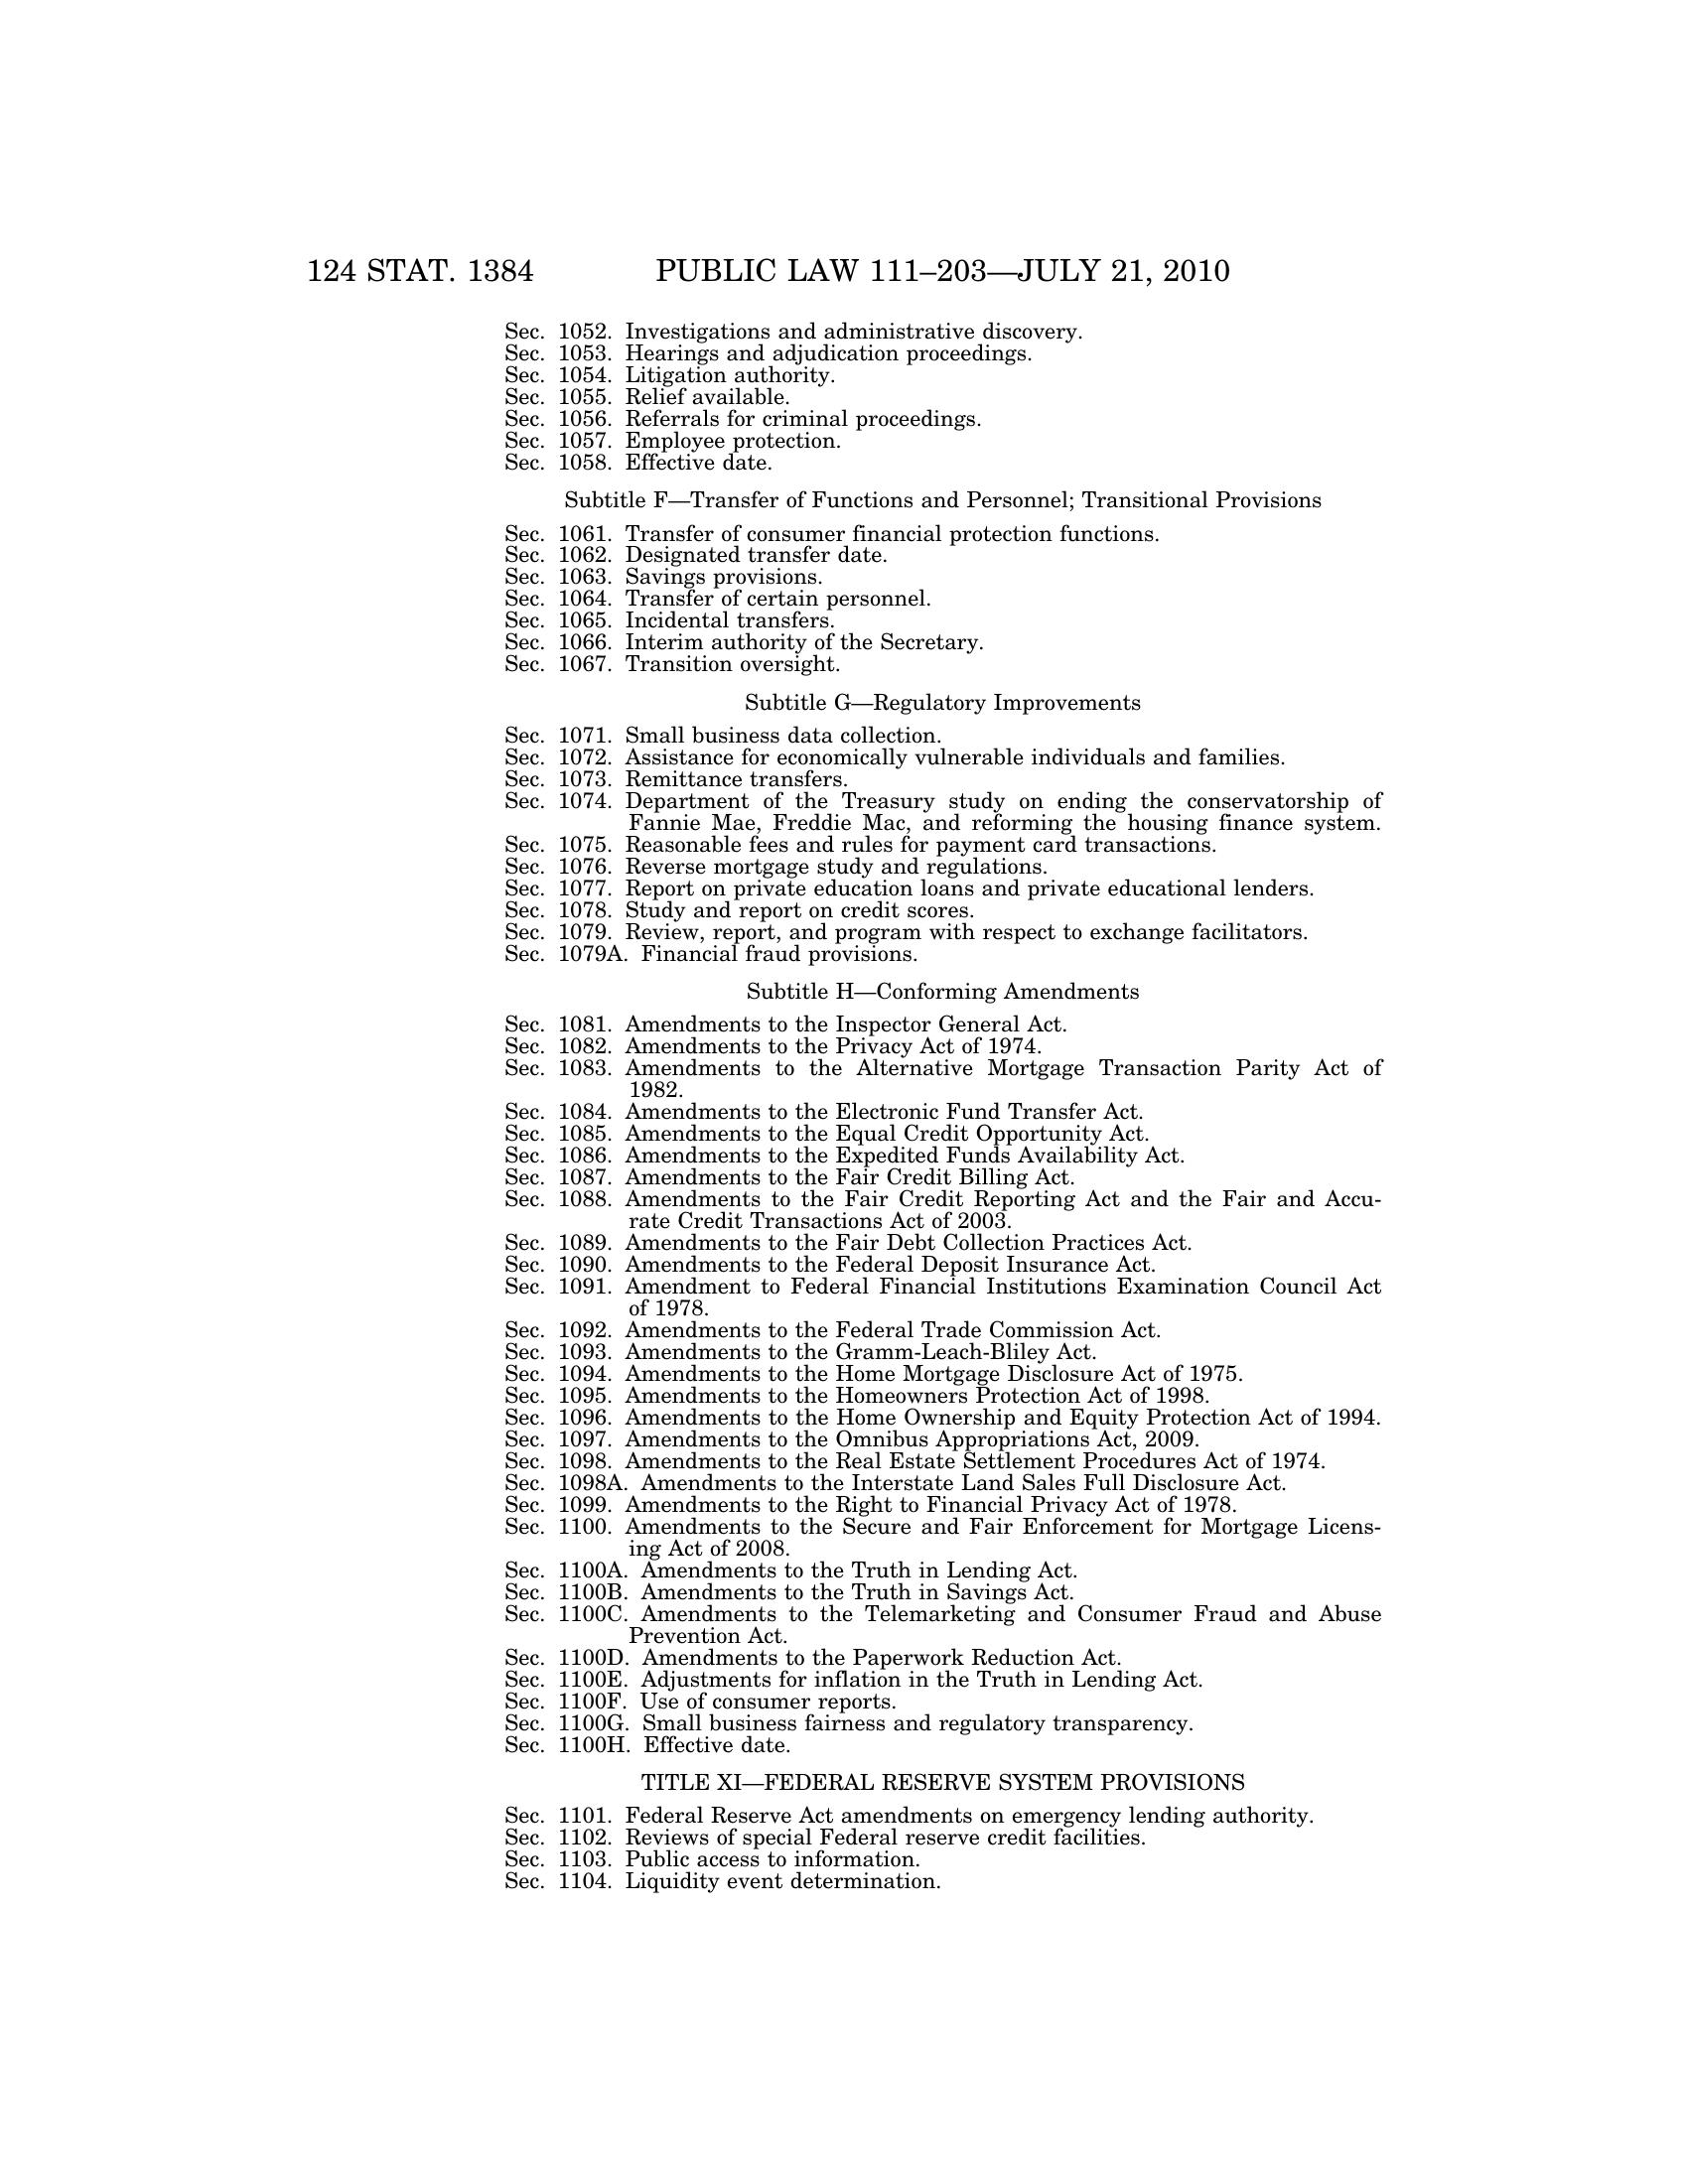 124 STAT. 1384 PUBLIC LAW 111–203—JULY 21, 2010
Sec. 1052. Investigations and administrative discovery.
Sec. 1053. Hearings and adjudication proceedings.
Sec. 1054. Litigation authority.
Sec. 1055. Relief available.
Sec. 1056. Referrals for criminal proceedings.
Sec. 1057. Employee protection.
Sec. 1058. Effective date.
Subtitle F—Transfer of Functions and Personnel; Transitional Provisions
Sec. 1061. Transfer of consumer financial protection functions.
Sec. 1062. Designated transfer date.
Sec. 1063. Savings provisions.
Sec. 1064. Transfer of certain personnel.
Sec. 1065. Incidental transfers.
Sec. 1066. Interim authority of the Secretary.
Sec. 1067. Transition oversight.
Subtitle G—Regulatory Improvements
Sec. 1071. Small business data collection.
Sec. 1072. Assistance for economically vulnerable individuals and families.
Sec. 1073. Remittance transfers.
Sec. 1074. Department of the Treasury study on ending the conservatorship of
Fannie Mae, Freddie Mac, and reforming the housing finance system.
Sec. 1075. Reasonable fees and rules for payment card transactions.
Sec. 1076. Reverse mortgage study and regulations.
Sec. 1077. Report on private education loans and private educational lenders.
Sec. 1078. Study and report on credit scores.
Sec. 1079. Review, report, and program with respect to exchange facilitators.
Sec. 1079A. Financial fraud provisions.
Subtitle H—Conforming Amendments
Sec. 1081. Amendments to the Inspector General Act.
Sec. 1082. Amendments to the Privacy Act of 1974.
Sec. 1083. Amendments to the Alternative Mortgage Transaction Parity Act of
1982.
Sec. 1084. Amendments to the Electronic Fund Transfer Act.
Sec. 1085. Amendments to the Equal Credit Opportunity Act.
Sec. 1086. Amendments to the Expedited Funds Availability Act.
Sec. 1087. Amendments to the Fair Credit Billing Act.
Sec. 1088. Amendments to the Fair Credit Reporting Act and the Fair and Accu-
rate Credit Transactions Act of 2003.
Sec. 1089. Amendments to the Fair Debt Collection Practices Act.
Sec. 1090. Amendments to the Federal Deposit Insurance Act.
Sec. 1091. Amendment to Federal Financial Institutions Examination Council Act
of 1978.
Sec. 1092. Amendments to the Federal Trade Commission Act.
Sec. 1093. Amendments to the Gramm-Leach-Bliley Act.
Sec. 1094. Amendments to the Home Mortgage Disclosure Act of 1975.
Sec. 1095. Amendments to the Homeowners Protection Act of 1998.
Sec. 1096. Amendments to the Home Ownership and Equity Protection Act of 1994.
Sec. 1097. Amendments to the Omnibus Appropriations Act, 2009.
Sec. 1098. Amendments to the Real Estate Settlement Procedures Act of 1974.
Sec. 1098A. Amendments to the Interstate Land Sales Full Disclosure Act.
Sec. 1099. Amendments to the Right to Financial Privacy Act of 1978.
Sec. 1100. Amendments to the Secure and Fair Enforcement for Mortgage Licens-
ing Act of 2008.
Sec. 1100A. Amendments to the Truth in Lending Act.
Sec. 1100B. Amendments to the Truth in Savings Act.
Sec. 1100C. Amendments to the Telemarketing and Consumer Fraud and Abuse
Prevention Act.
Sec. 1100D. Amendments to the Paperwork Reduction Act.
Sec. 1100E. Adjustments for inflation in the Truth in Lending Act.
Sec. 1100F. Use of consumer reports.
Sec. 1100G. Small business fairness and regulatory transparency.
Sec. 1100H. Effective date.
TITLE XI—FEDERAL RESERVE SYSTEM PROVISIONS
Sec. 1101. Federal Reserve Act amendments on emergency lending authority.
Sec. 1102. Reviews of special Federal reserve credit facilities.
Sec. 1103. Public access to information.
Sec. 1104. Liquidity event determination.